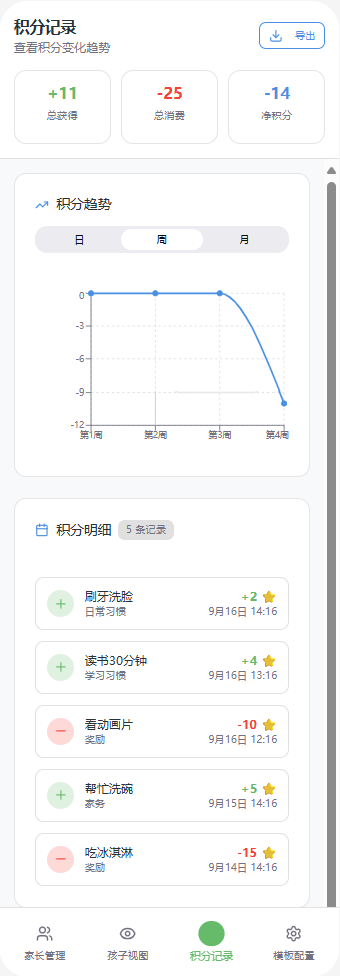 积分记录
查看积分变化趋势
导出
+11
总获得
-25
总消费
-14
净积分
积分趋势
日 周 月
0
-3
-6
-9
-12
第1周 第2周 第3周 第4周
积分明细 5 条记录
刷牙洗脸 +2
日常习惯 9月16日 14:16
读书30分钟 +4
学习习惯 9月16日 13:16
看动画片 -10
奖励 9月16日 12:16
帮忙洗碗 +5
家务 9月15日 14:16
吃冰淇淋 -15
奖励 9月14日 14:16
家长管理 孩子视图 积分记录 模板配置